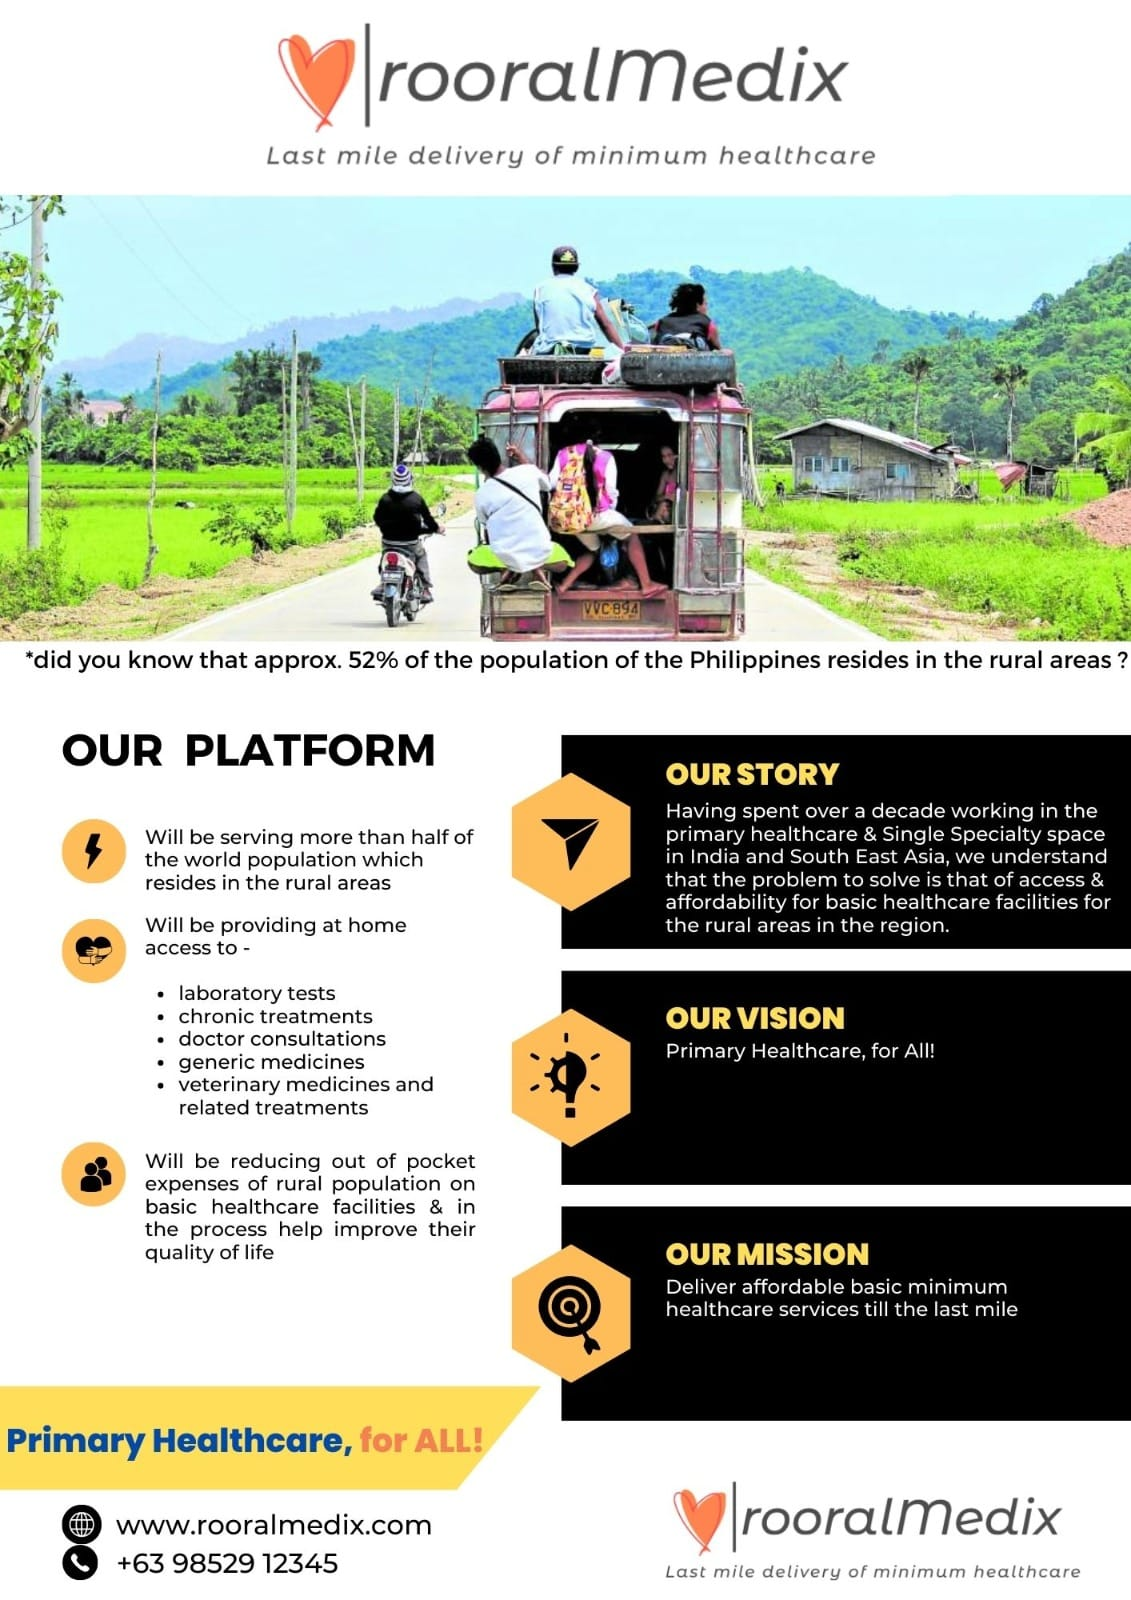 rooralMedix
Last mile delivery of minimum healthcare
VVC 894
*did you know that approx. 52% of the population of the Philippines resides in the rural areas ?
OUR PLATFORM
Will be serving more than half of
the world population which
resides in the rural areas
Will be providing at home
access to -
• laboratory tests
• chronic treatments
• doctor consultations
• generic medicines
• veterinary medicines and
related treatments
Will be reducing out of pocket
expenses of rural population on
basic healthcare facilities & in
the process help improve their
quality of life
OUR STORY
Having spent over a decade working in the
primary healthcare & Single Specialty space
in India and South East Asia, we understand
that the problem to solve is that of access &
affordability for basic healthcare facilities for
the rural areas in the region.
OUR VISION
Primary Healthcare, for All!
OUR MISSION
Deliver affordable basic minimum
healthcare services till the last mile
Primary Healthcare, for ALL!
www.rooralmedix.com
+63 98529 12345
rooralMedix
Last mile delivery of minimum healthcare